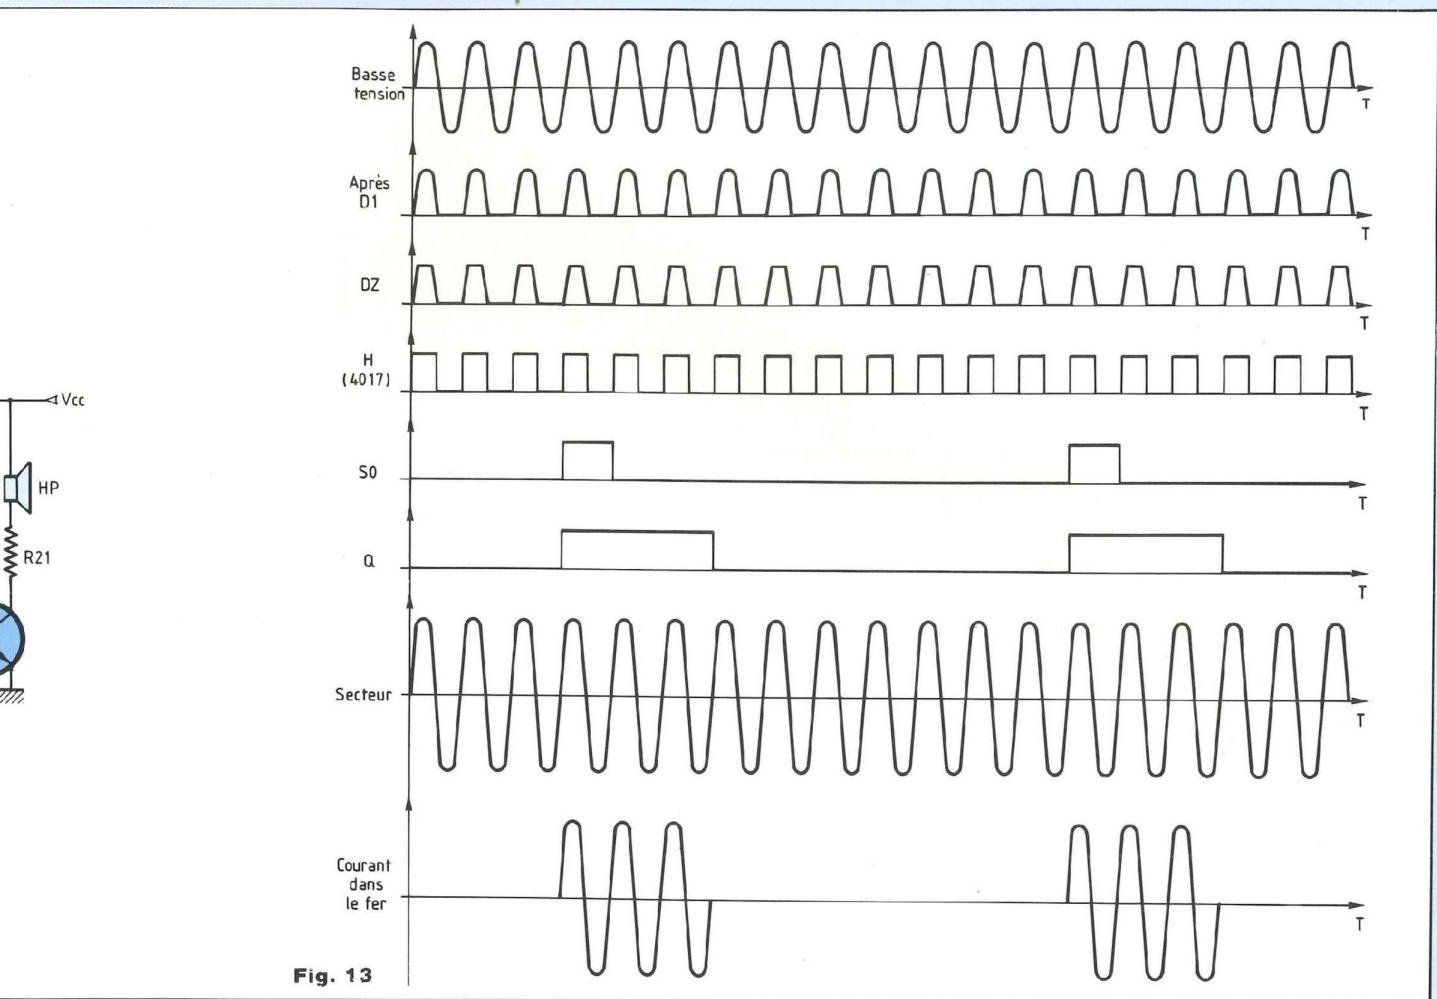 Basse
tension
T
Après
D1
T
DZ
T
H
(4017)
T
Vcc
S0
T
HP
R21
Q
T
Secteur
T
Courant
dans
le fer
T
Fig. 13